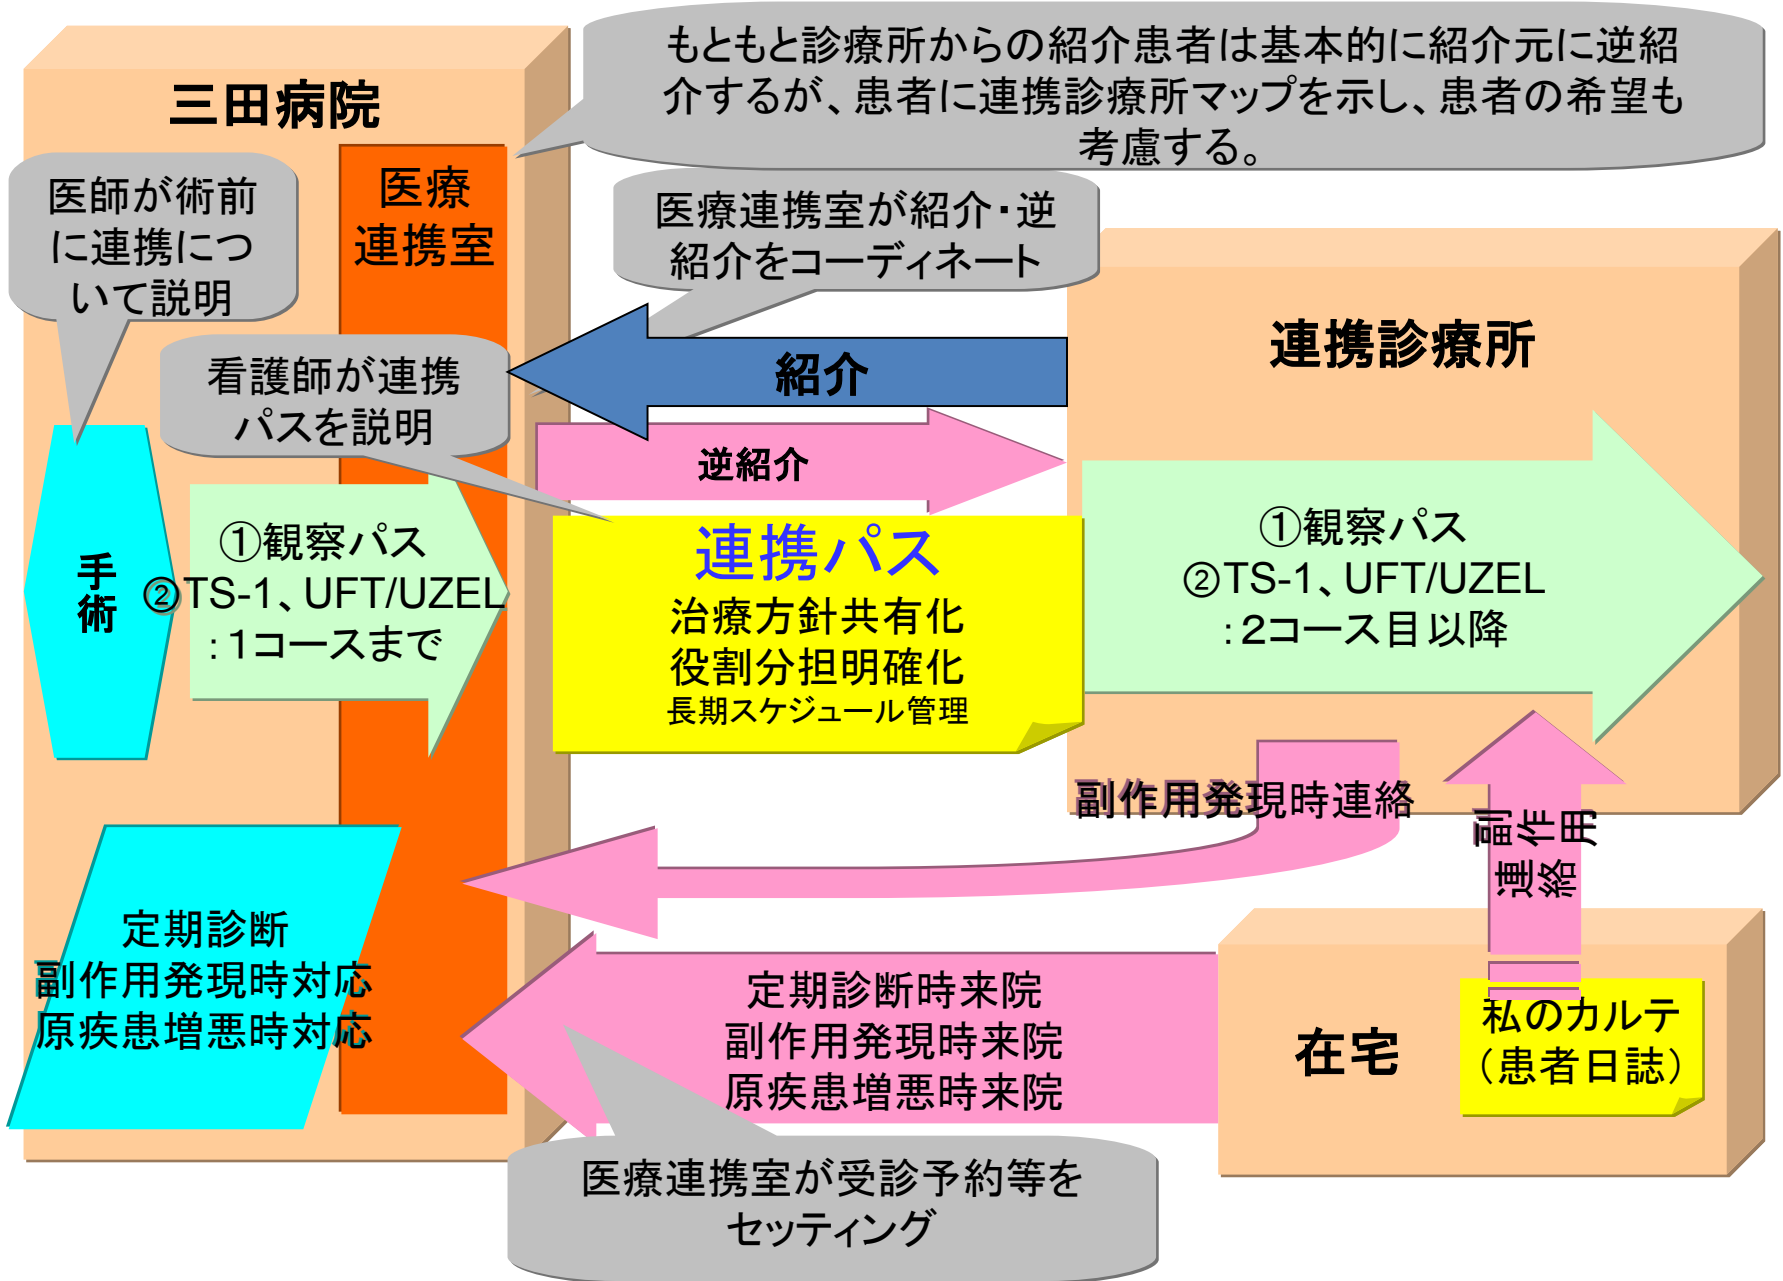 もともと診療所からの紹介患者は基本的に紹介元に逆紹
介するが、患者に連携診療所マップを示し、患者の希望も
考慮する。
三田病院
医療
連携室
医師が術前
に連携につ
いて説明
医療連携室が紹介・逆
紹介をコーディネート
連携診療所
看護師が連携
パスを説明
紹介
逆紹介
手術
①観察パス
②TS-1、UFT/UZEL
:1コースまで
連携パス
治療方針共有化
役割分担明確化
長期スケジュール管理
①観察パス
②TS-1、UFT/UZEL
:2コース目以降
副作用発現時連絡
副作用
連絡
定期診断
副作用発現時対応
原疾患増悪時対応
定期診断時来院
副作用発現時来院
原疾患増悪時来院
在宅
私のカルテ
(患者日誌)
医療連携室が受診予約等を
セッティング